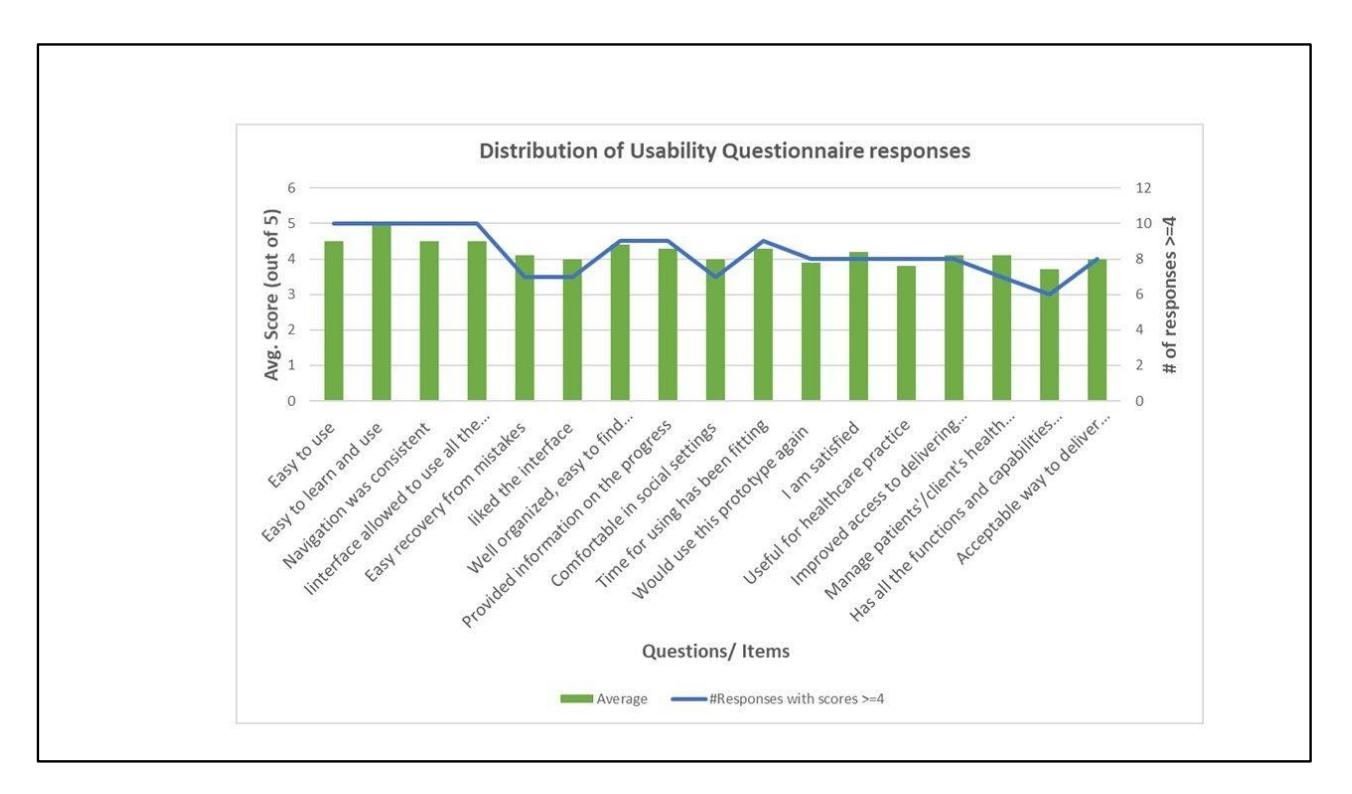 Distribution of Usability Questionnaire responses
6
5
4
3
2
1
0
Avg. Score (out of 5)
12
10
8
6
4
2
0
# of responses >=4
Easy to use
Easy to learn and use
Navigation was consistent
Iinterface allowed to use all the...
Easy recovery from mistakes
liked the interface
Well organized, easy to find...
Provided information on the progress
Comfortable in social settings
Time for using has been fitting
Would use this prototype again
I am satisfied
Useful for healthcare practice
Improved access to delivering...
Manage patients'/client's health...
Has all the functions and capabilities...
Acceptable way to deliver...
Questions/ Items
Average
#Responses with scores >=4